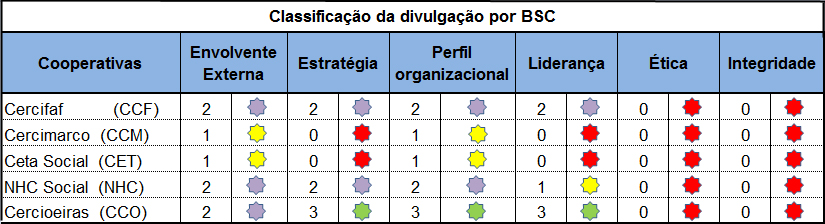 Classificação da divulgação por BSC
Cooperativas Envolvente Externa Estratégia Perfil organizacional Liderança Ética Integridade
Cercifaf (CCF) 2 2 2 2 0 0
Cercimarco (CCM) 1 0 1 0 0 0
Ceta Social (CET) 1 0 1 0 0 0
NHC Social (NHC) 2 2 2 1 0 0
Cercioeiras (CCO) 2 3 3 3 0 0